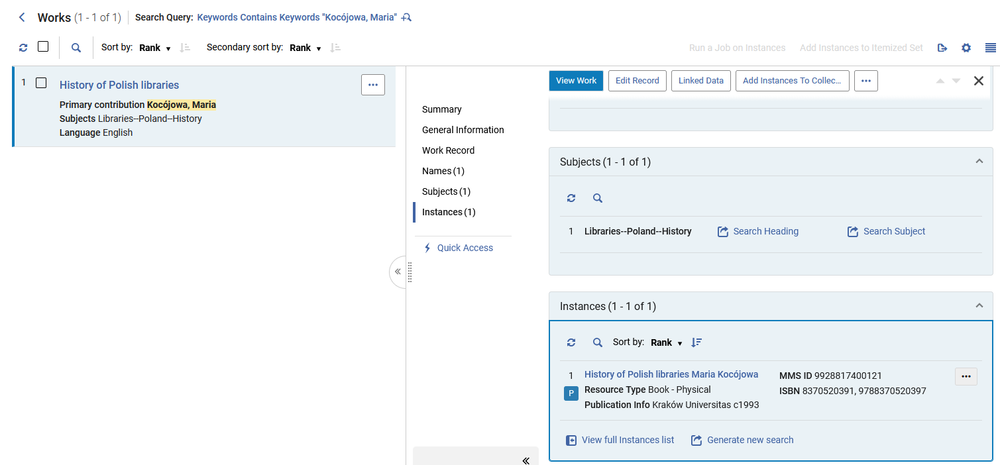 Works (1 - 1 of 1) Search Query: Keywords Contains Keywords "Kocójowa, Maria"
Sort by: Rank Secondary sort by: Rank Run a Job on Instances Add Instances to Itemized Set
1 History of Polish libraries
Primary contribution Kocójowa, Maria
Subjects Libraries--Poland--History
Language English
Summary
General Information
Work Record
Names (1)
Subjects (1)
Instances (1)
Quick Access
View Work Edit Record Linked Data Add Instances To Collec...
Subjects (1 - 1 of 1)
1 Libraries--Poland--History Search Heading Search Subject
Instances (1 - 1 of 1)
Sort by: Rank
1 History of Polish libraries Maria Kocójowa MMS ID 9928817400121
P Resource Type Book - Physical ISBN 8370520391, 9788370520397
Publication Info Kraków Universitas c1993
View full Instances list Generate new search